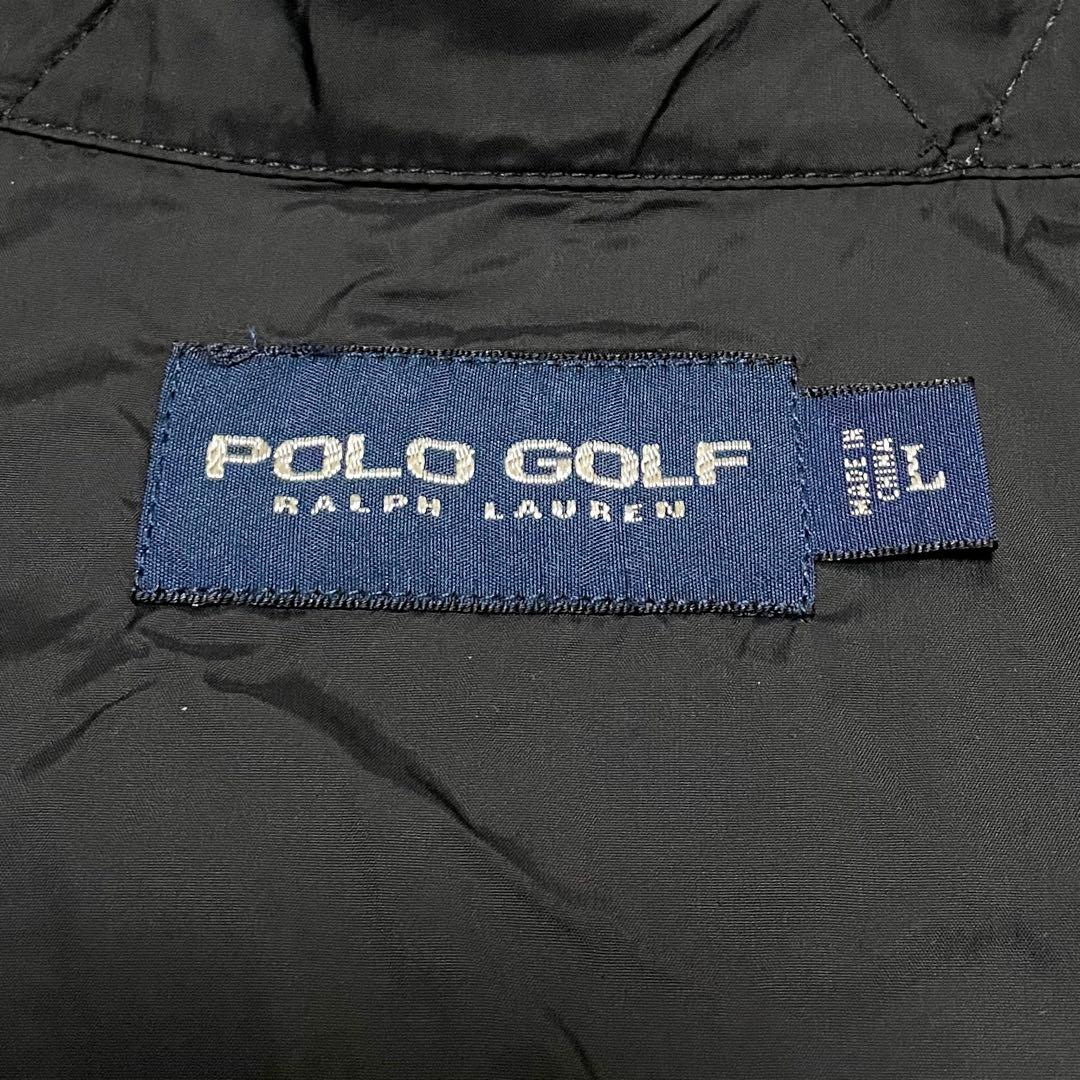 POLO GOLF
RALPH LAUREN
MADE IN
CHINA
L